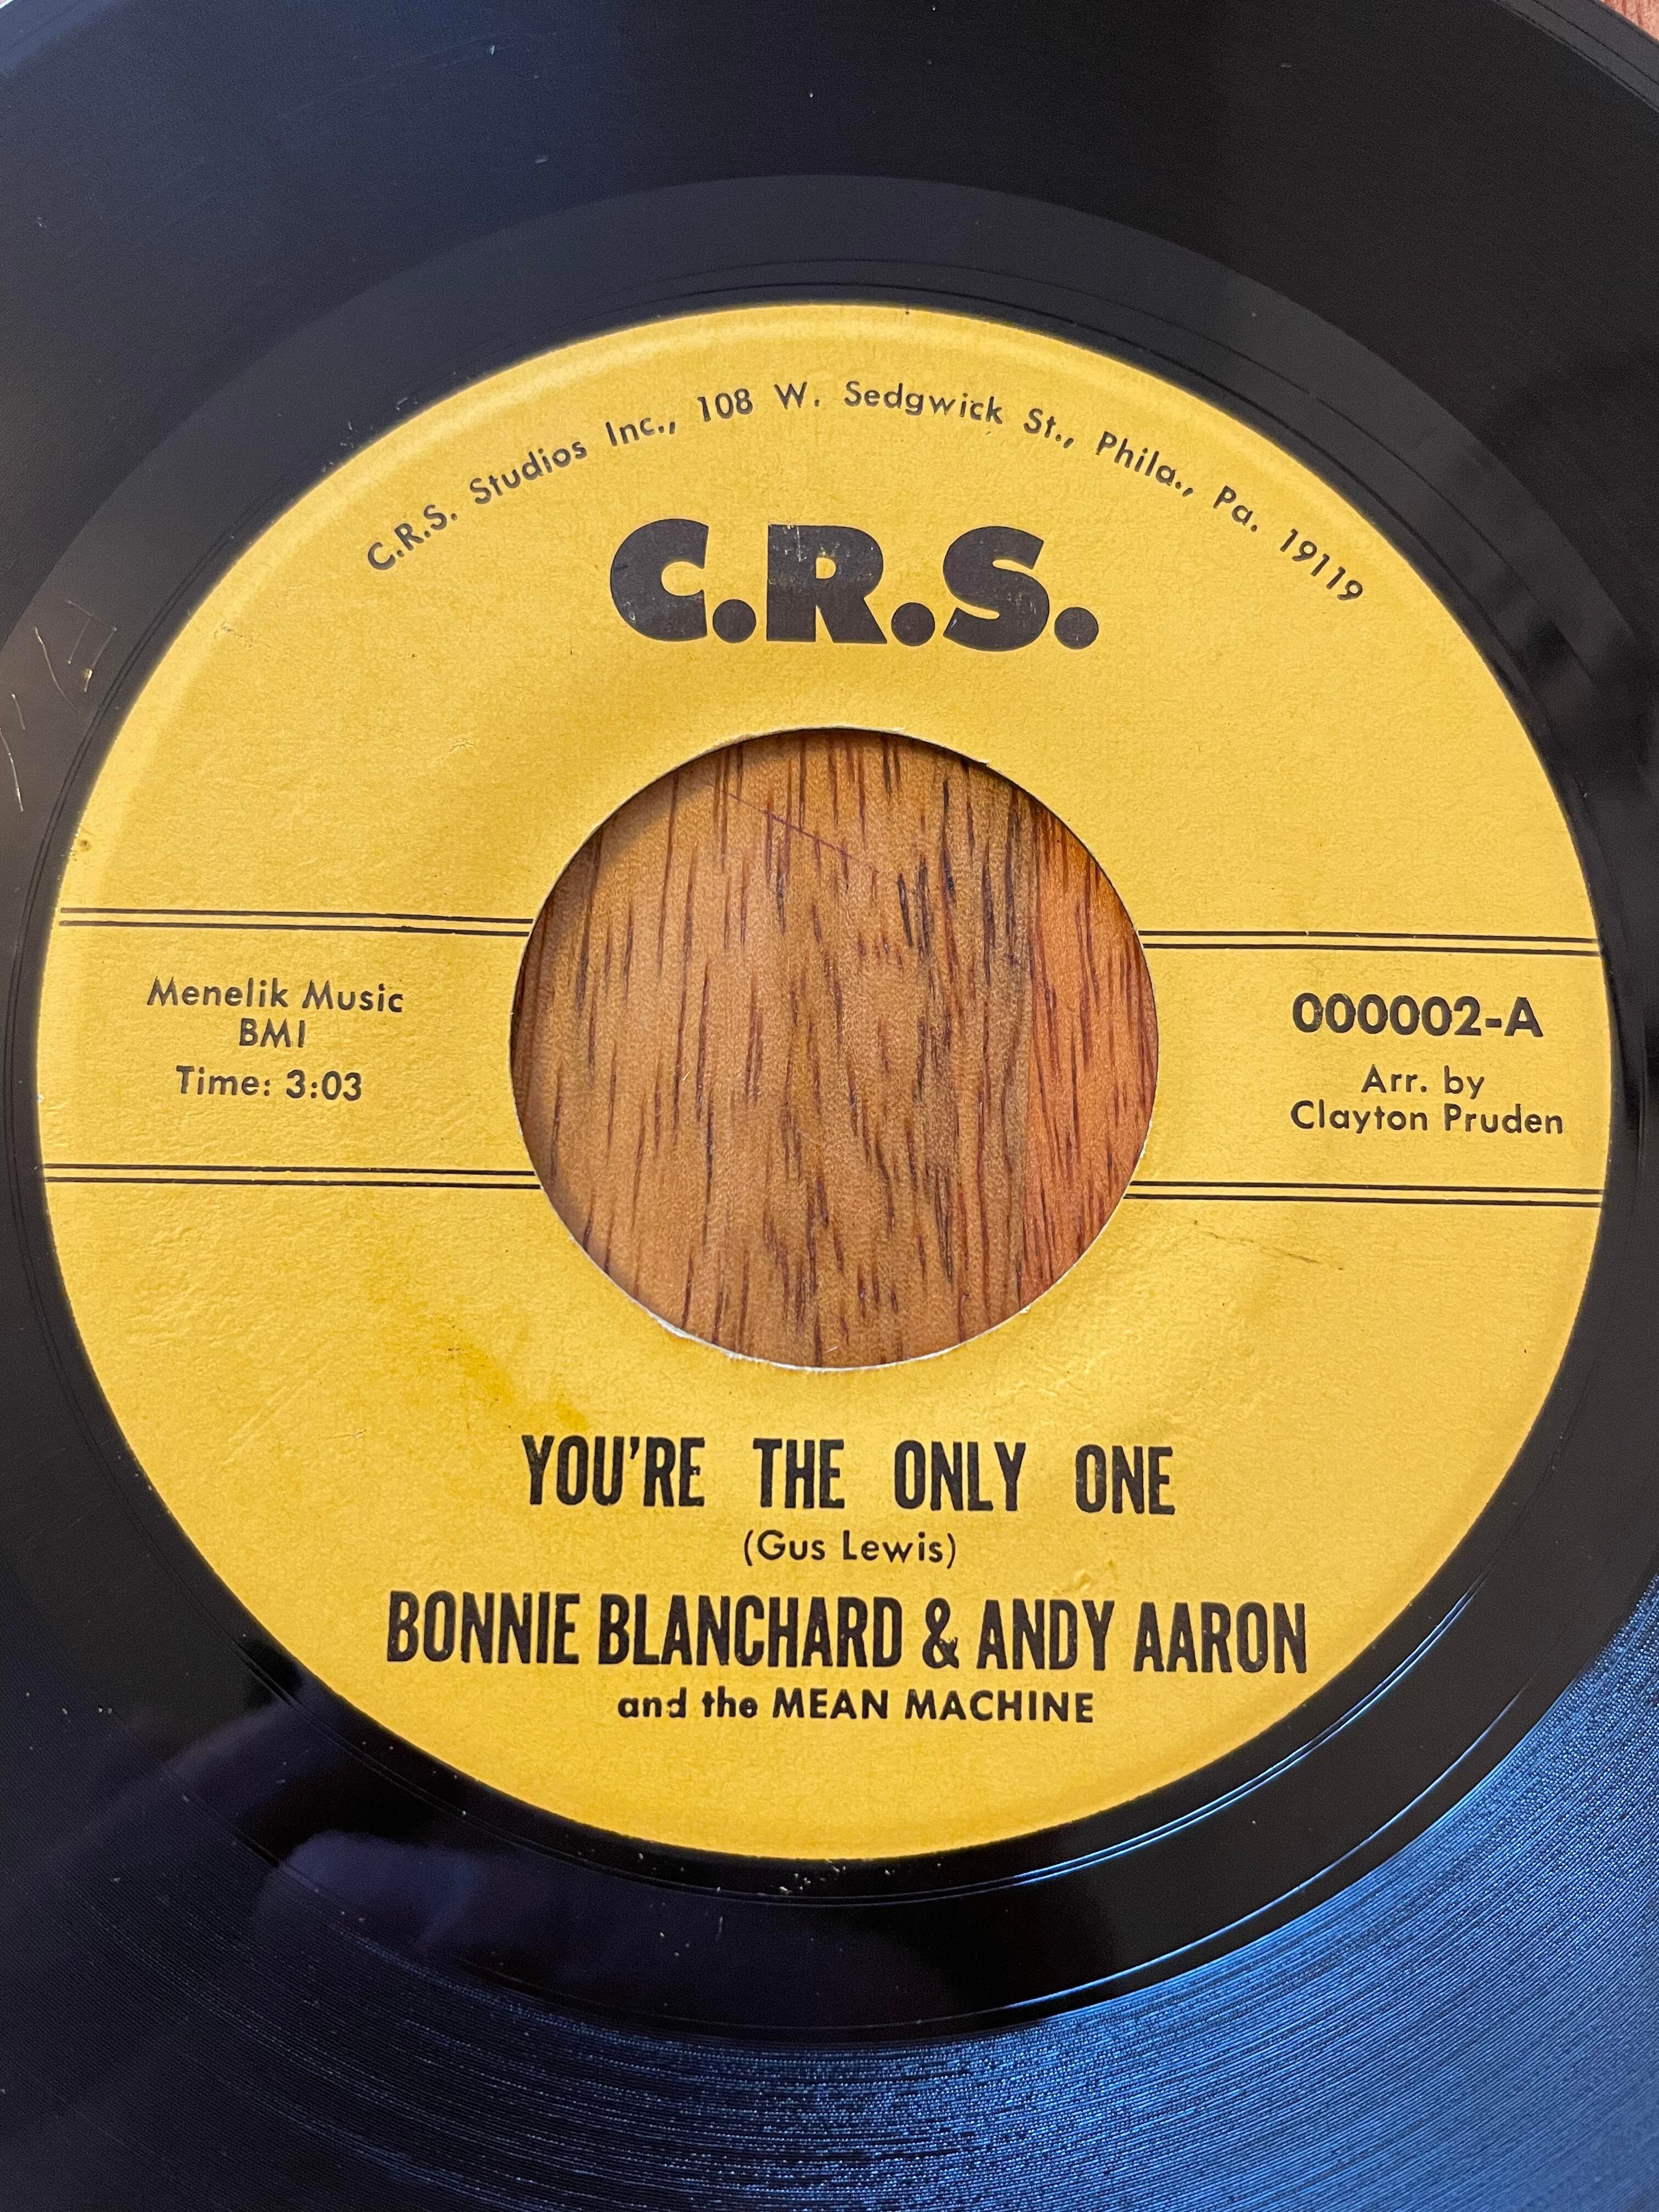 C.R.S. Studios Inc., 108 W. Sedgwick St., Phila., Pa. 19119
C.R.S.
Menelik Music
BMI
Time: 3:03
000002-A
Arr. by
Clayton Pruden
YOU'RE THE ONLY ONE
(Gus Lewis)
BONNIE BLANCHARD & ANDY AARON
and the MEAN MACHINE